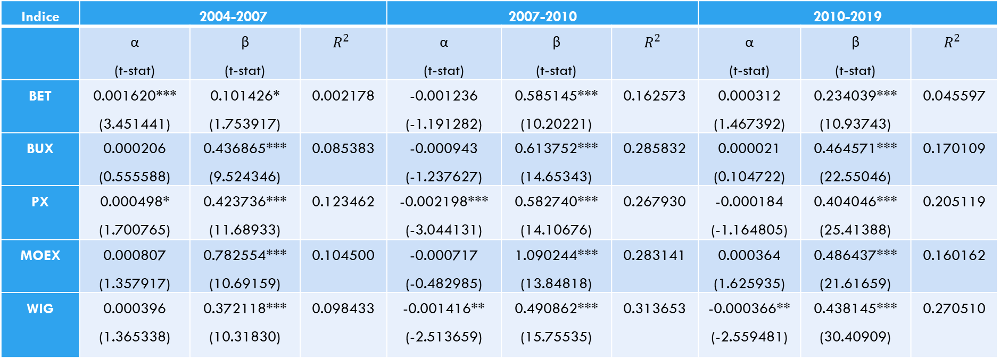 Indice 2004-2007 2007-2010 2010-2019
α β R² α β R² α β R²
(t-stat) (t-stat) (t-stat) (t-stat) (t-stat) (t-stat)
BET 0.001620*** 0.101426* 0.002178 -0.001236 0.585145*** 0.162573 0.000312 0.234039*** 0.045597
(3.451441) (1.753917) (-1.191282) (10.20221) (1.467392) (10.93743)
BUX 0.000206 0.436865*** 0.085383 -0.000943 0.613752*** 0.285832 0.000021 0.464571*** 0.170109
(0.555588) (9.524346) (-1.237627) (14.65343) (0.104722) (22.55046)
PX 0.000498* 0.423736*** 0.123462 -0.002198*** 0.582740*** 0.267930 -0.000184 0.404046*** 0.205119
(1.700765) (11.68933) (-3.044131) (14.10676) (-1.164805) (25.41388)
MOEX 0.000807 0.782554*** 0.104500 -0.000717 1.090244*** 0.283141 0.000364 0.486437*** 0.160162
(1.357917) (10.69159) (-0.482985) (13.84818) (1.625935) (21.61659)
WIG 0.000396 0.372118*** 0.098433 -0.001416** 0.490862*** 0.313653 -0.000366** 0.438145*** 0.270510
(1.365338) (10.31830) (-2.513659) (15.75535) (-2.559481) (30.40909)